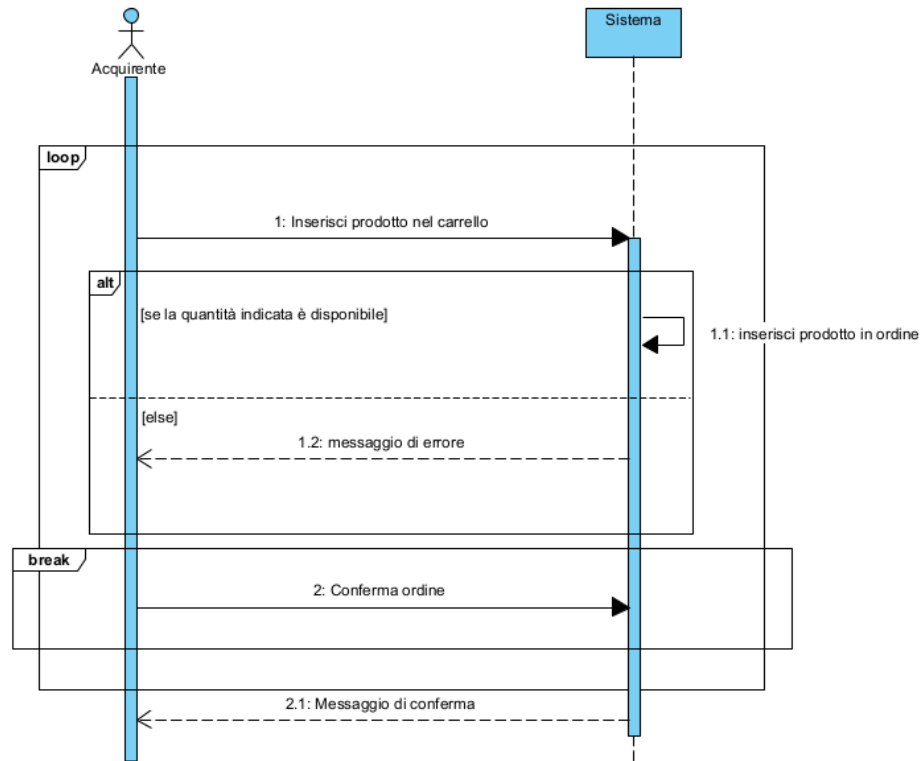 Sistema
Acquirente
loop
1: Inserisci prodotto nel carrello
alt
[se la quantità indicata è disponibile]
1.1: inserisci prodotto in ordine
[else]
1.2: messaggio di errore
break
2: Conferma ordine
2.1: Messaggio di conferma